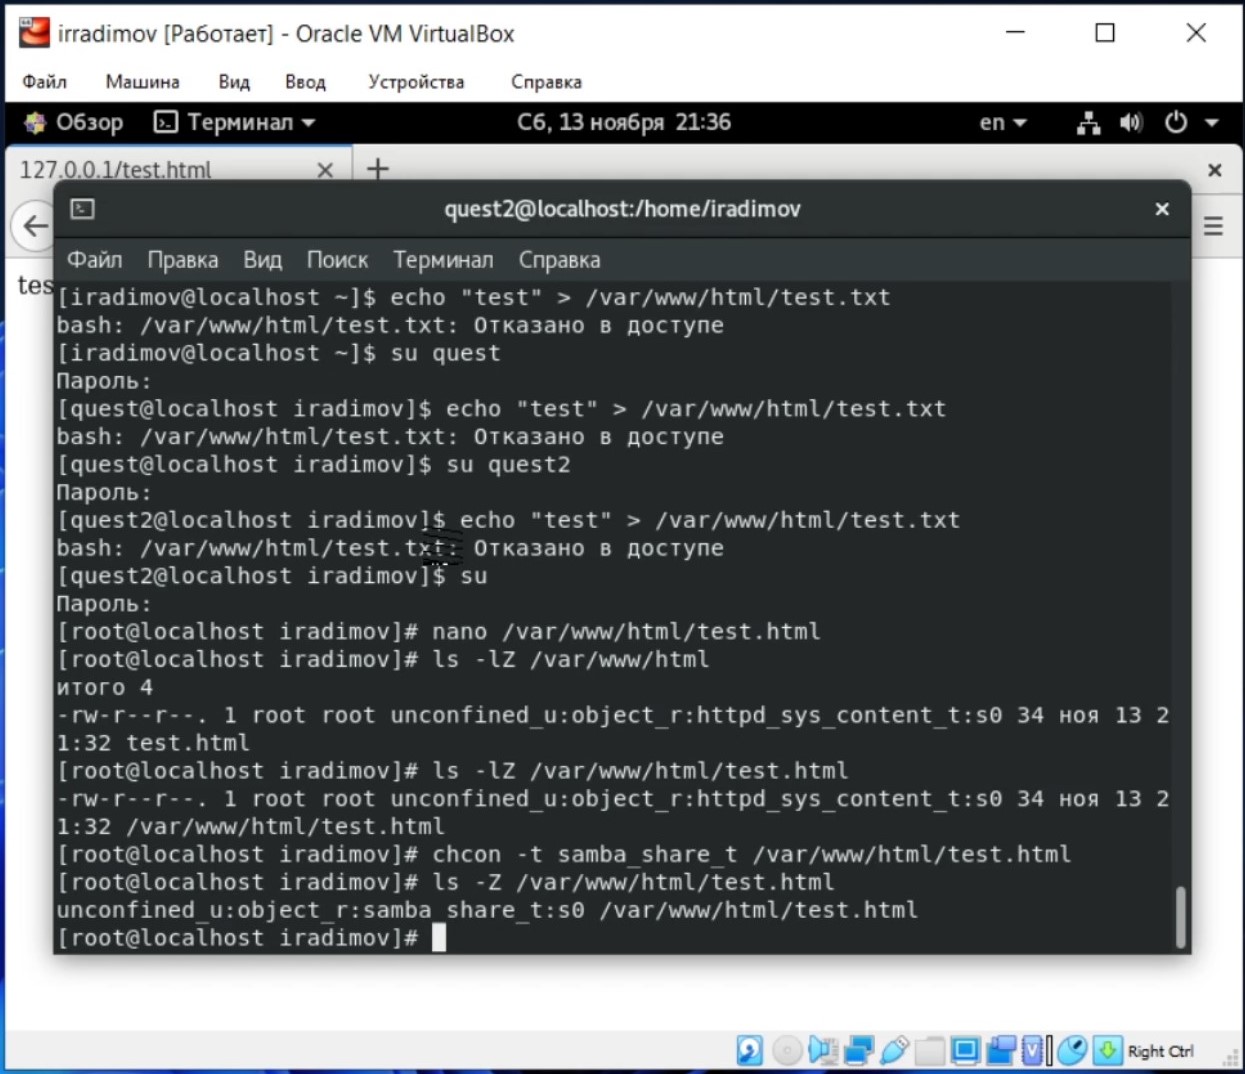 irradimov [Работает] - Oracle VM VirtualBox
Файл Машина Вид Ввод Устройства Справка
Обзор Терминал Сб, 13 ноября 21:36 en
127.0.0.1/test.html
quest2@localhost:/home/iradimov
Файл Правка Вид Поиск Терминал Справка
tes
[iradimov@localhost ~]$ echo "test" > /var/www/html/test.txt
bash: /var/www/html/test.txt: Отказано в доступе
[iradimov@localhost ~]$ su quest
Пароль:
[quest@localhost iradimov]$ echo "test" > /var/www/html/test.txt
bash: /var/www/html/test.txt: Отказано в доступе
[quest@localhost iradimov]$ su quest2
Пароль:
[quest2@localhost iradimov]$ echo "test" > /var/www/html/test.txt
bash: /var/www/html/test.txt: Отказано в доступе
[quest2@localhost iradimov]$ su
Пароль:
[root@localhost iradimov]# nano /var/www/html/test.html
[root@localhost iradimov]# ls -lZ /var/www/html
итого 4
-rw-r--r--. 1 root root unconfined_u:object_r:httpd_sys_content_t:s0 34 ноя 13 2
1:32 test.html
[root@localhost iradimov]# ls -lZ /var/www/html/test.html
-rw-r--r--. 1 root root unconfined_u:object_r:httpd_sys_content_t:s0 34 ноя 13 2
1:32 /var/www/html/test.html
[root@localhost iradimov]# chcon -t samba_share_t /var/www/html/test.html
[root@localhost iradimov]# ls -Z /var/www/html/test.html
unconfined_u:object_r:samba_share_t:s0 /var/www/html/test.html
[root@localhost iradimov]#
Right Ctrl